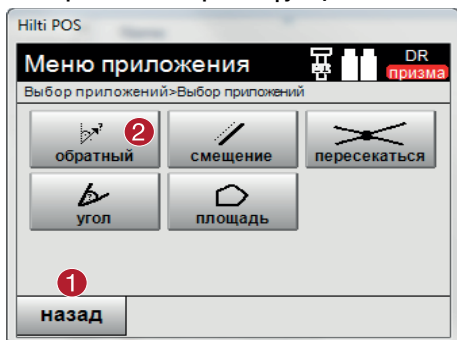 Hilti POS
Меню приложения
DR
призма
Выбор приложений>Выбор приложений
2
обратный
смещение
пересекаться
угол
площадь
1
назад